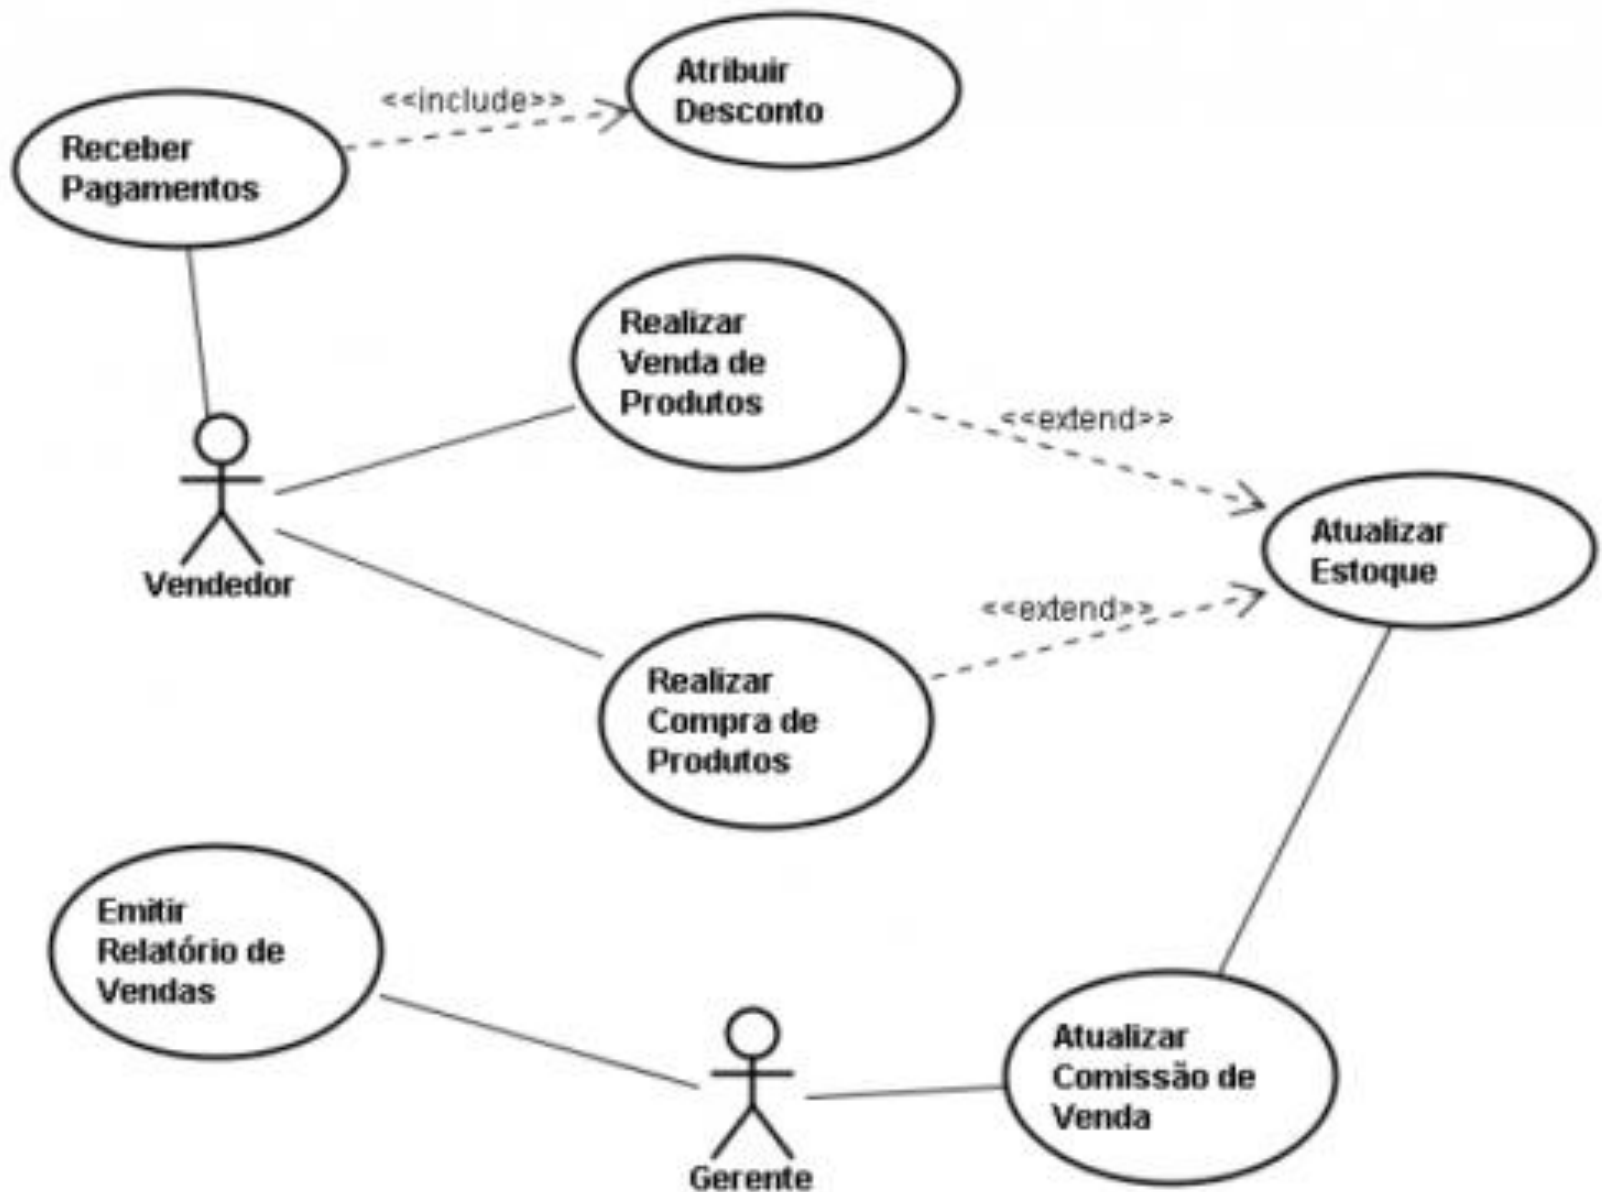 Atribuir
Desconto
<<include>>
Receber
Pagamentos
Realizar
Venda de
Produtos
<<extend>>
Atualizar
Estoque
Vendedor
<<extend>>
Realizar
Compra de
Produtos
Emitir
Relatório de
Vendas
Atualizar
Comissão de
Venda
Gerente